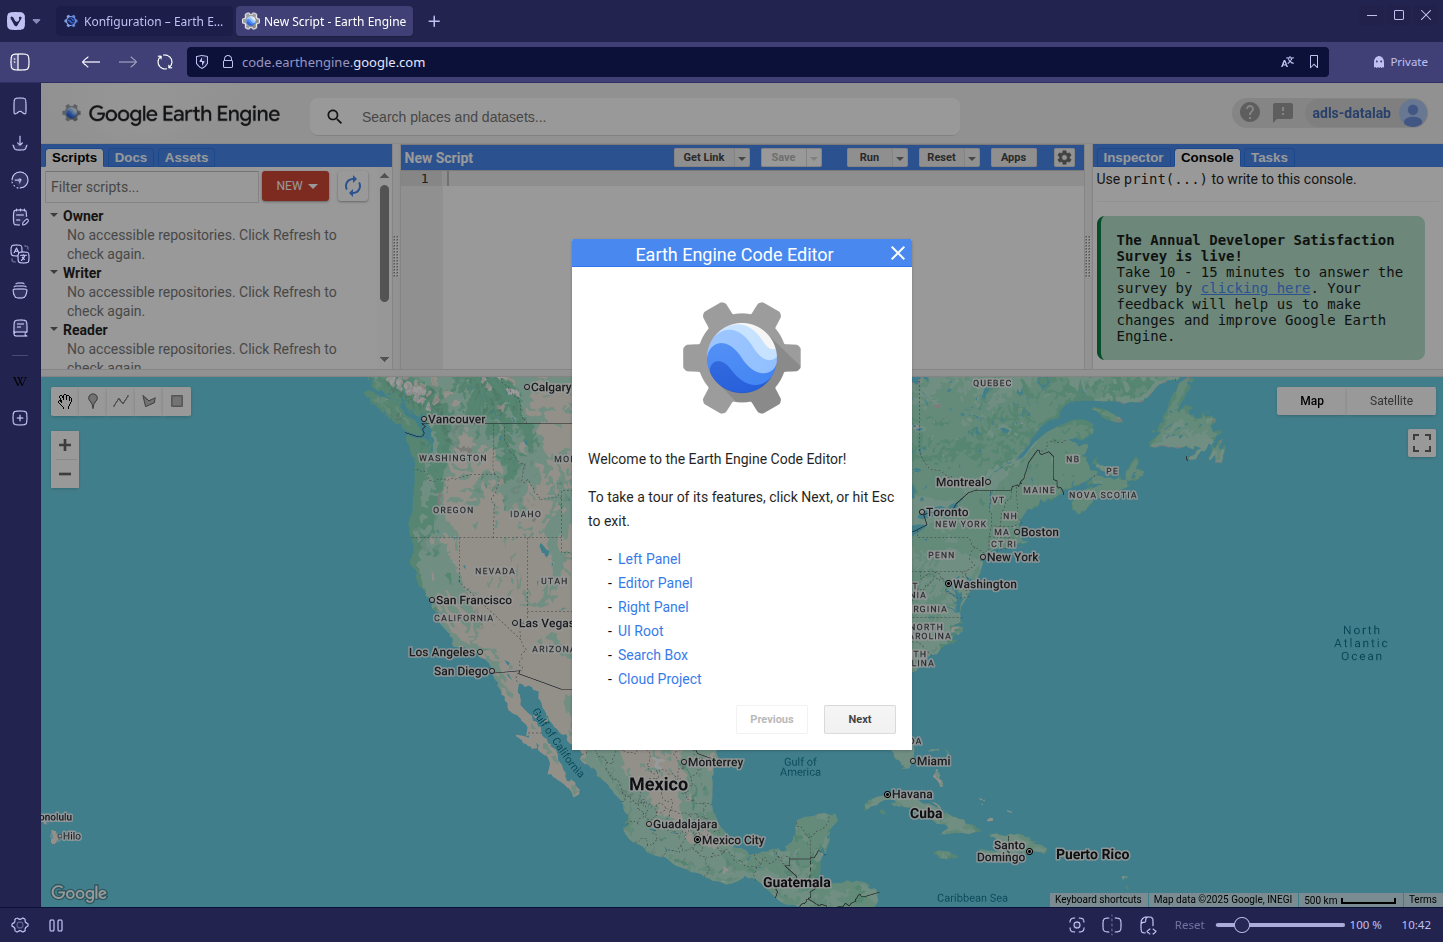 Konfiguration – Earth E...
New Script - Earth Engine
code.earthengine.google.com
Private
Google Earth Engine
Search places and datasets...
adls-datalab
Scripts
Docs
Assets
New Script
Get Link
Save
Run
Reset
Apps
Inspector
Console
Tasks
Filter scripts...
NEW
1
Use print(...) to write to this console.
Owner
No accessible repositories. Click Refresh to
check again.
Writer
No accessible repositories. Click Refresh to
check again.
Reader
No accessible repositories. Click Refresh to
check again.
The Annual Developer Satisfaction
Survey is live!
Take 10 - 15 minutes to answer the
survey by clicking here. Your
feedback will help us to make
changes and improve Google Earth
Engine.
W
Earth Engine Code Editor
Welcome to the Earth Engine Code Editor!
To take a tour of its features, click Next, or hit Esc
to exit.
- Left Panel
- Editor Panel
- Right Panel
- UI Root
- Search Box
- Cloud Project
Previous
Next
Map
Satellite
+
−
Calgary
Vancouver
WASHINGTON
MO
OREGON
IDAHO
NEVADA
UTAH
San Francisco
CALIFORNIA
Las Vegas
Los Angeles
ARIZONA
San Diego
Gulf of California
Monterrey
Mexico
Guadalajara
Mexico City
Guatemala
onolulu
Hilo
QUEBEC
NB
PE
Montreal
MAINE
NOVA SCOTIA
VT
Toronto
NH
NEW YORK
MA
Boston
CT RI
PENN
New York
Washington
NIA
RGINIA
NORTH
ROLINA
TH
LINA
North
Atlantic
Ocean
DA
Gulf of
America
Miami
Havana
Cuba
Santo
Domingo
Puerto Rico
Caribbean Sea
Google
Keyboard shortcuts
Map data ©2025 Google, INEGI
500 km
Terms
Reset
100 %
10:42